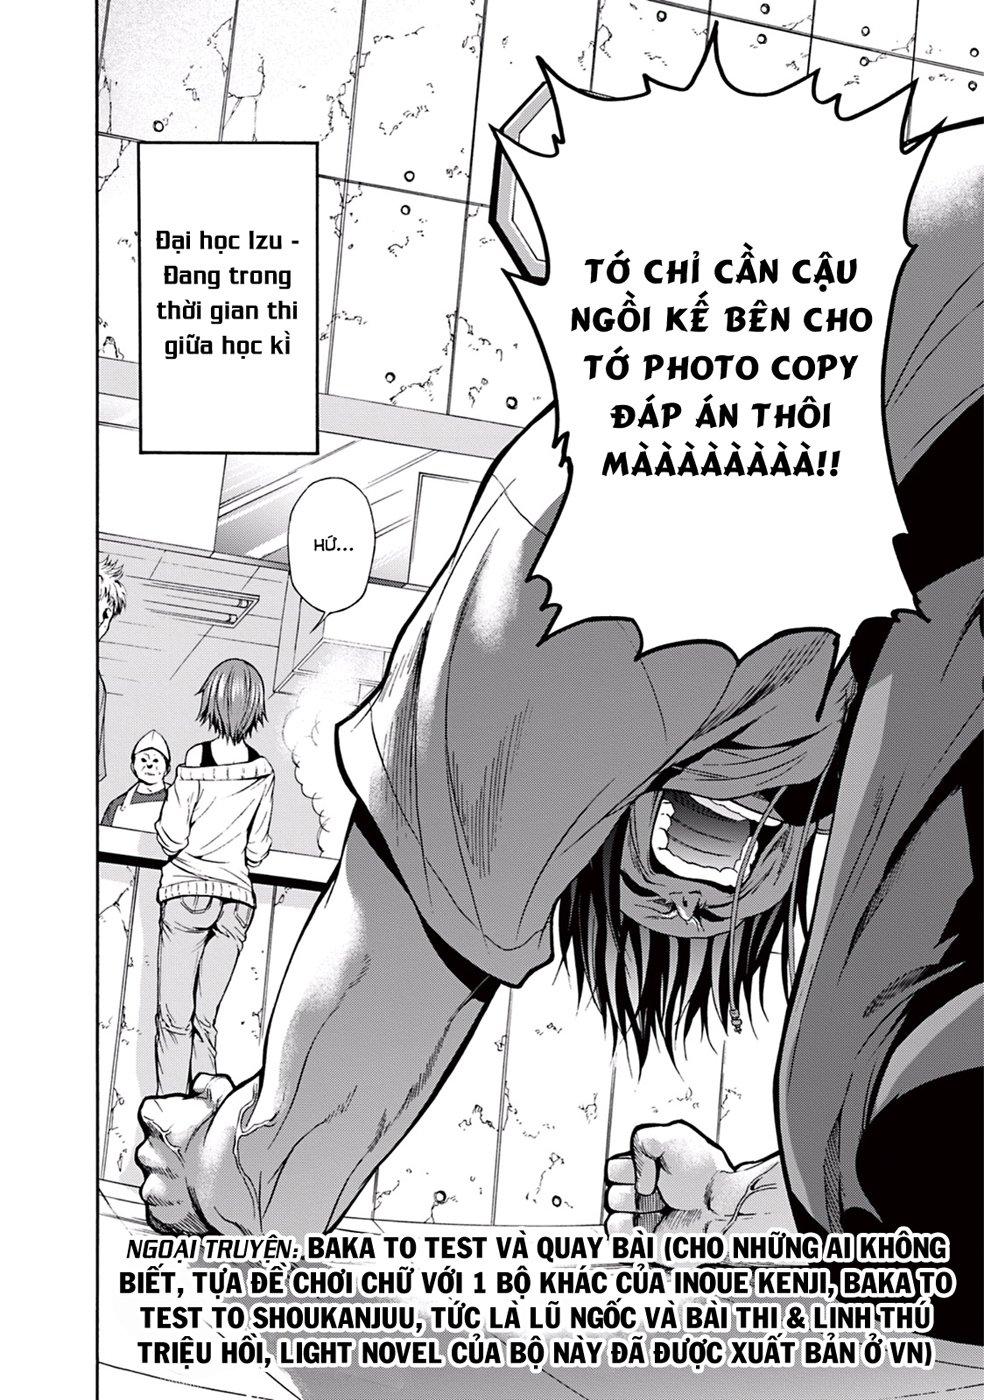 Đại học Izu -
Đang trong
thời gian thi
giữa học kì
TỚ CHỈ CẦN CẬU
NGỒI KẾ BÊN CHO
TỚ PHOTO COPY
ĐÁP ÁN THÔI
MÀÀÀÀÀÀÀÀÀ!!
HỨ...
NGOẠI TRUYỆN: BAKA TO TEST VÀ QUAY BÀI (CHO NHỮNG AI KHÔNG
BIẾT, TỰA ĐỀ CHƠI CHỮ VỚI 1 BỘ KHÁC CỦA INOUE KENJI, BAKA TO
TEST TO SHOUKANJUU, TỨC LÀ LŨ NGỐC VÀ BÀI THI & LINH THÚ
TRIỆU HỒI, LIGHT NOVEL CỦA BỘ NÀY ĐÃ ĐƯỢC XUẤT BẢN Ở VN)